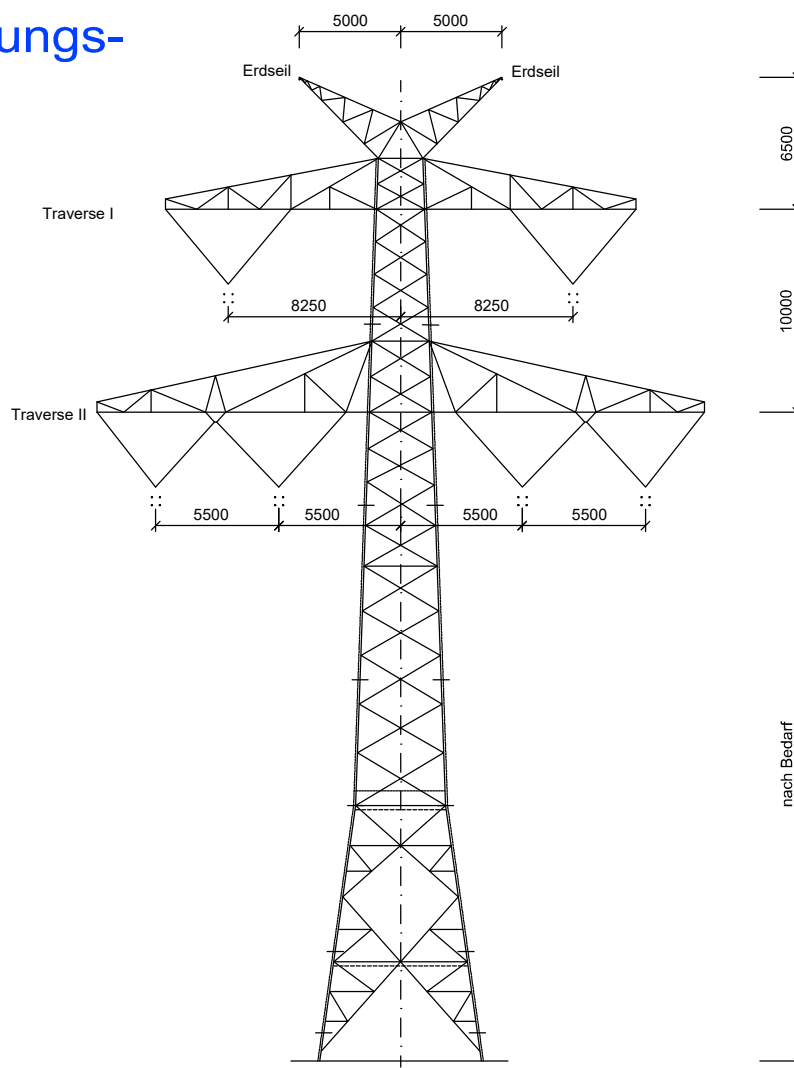 ungs-
5000 5000
Erdseil Erdseil
6500
Traverse I
8250 8250
10000
Traverse II
5500 5500 5500 5500
nach Bedarf